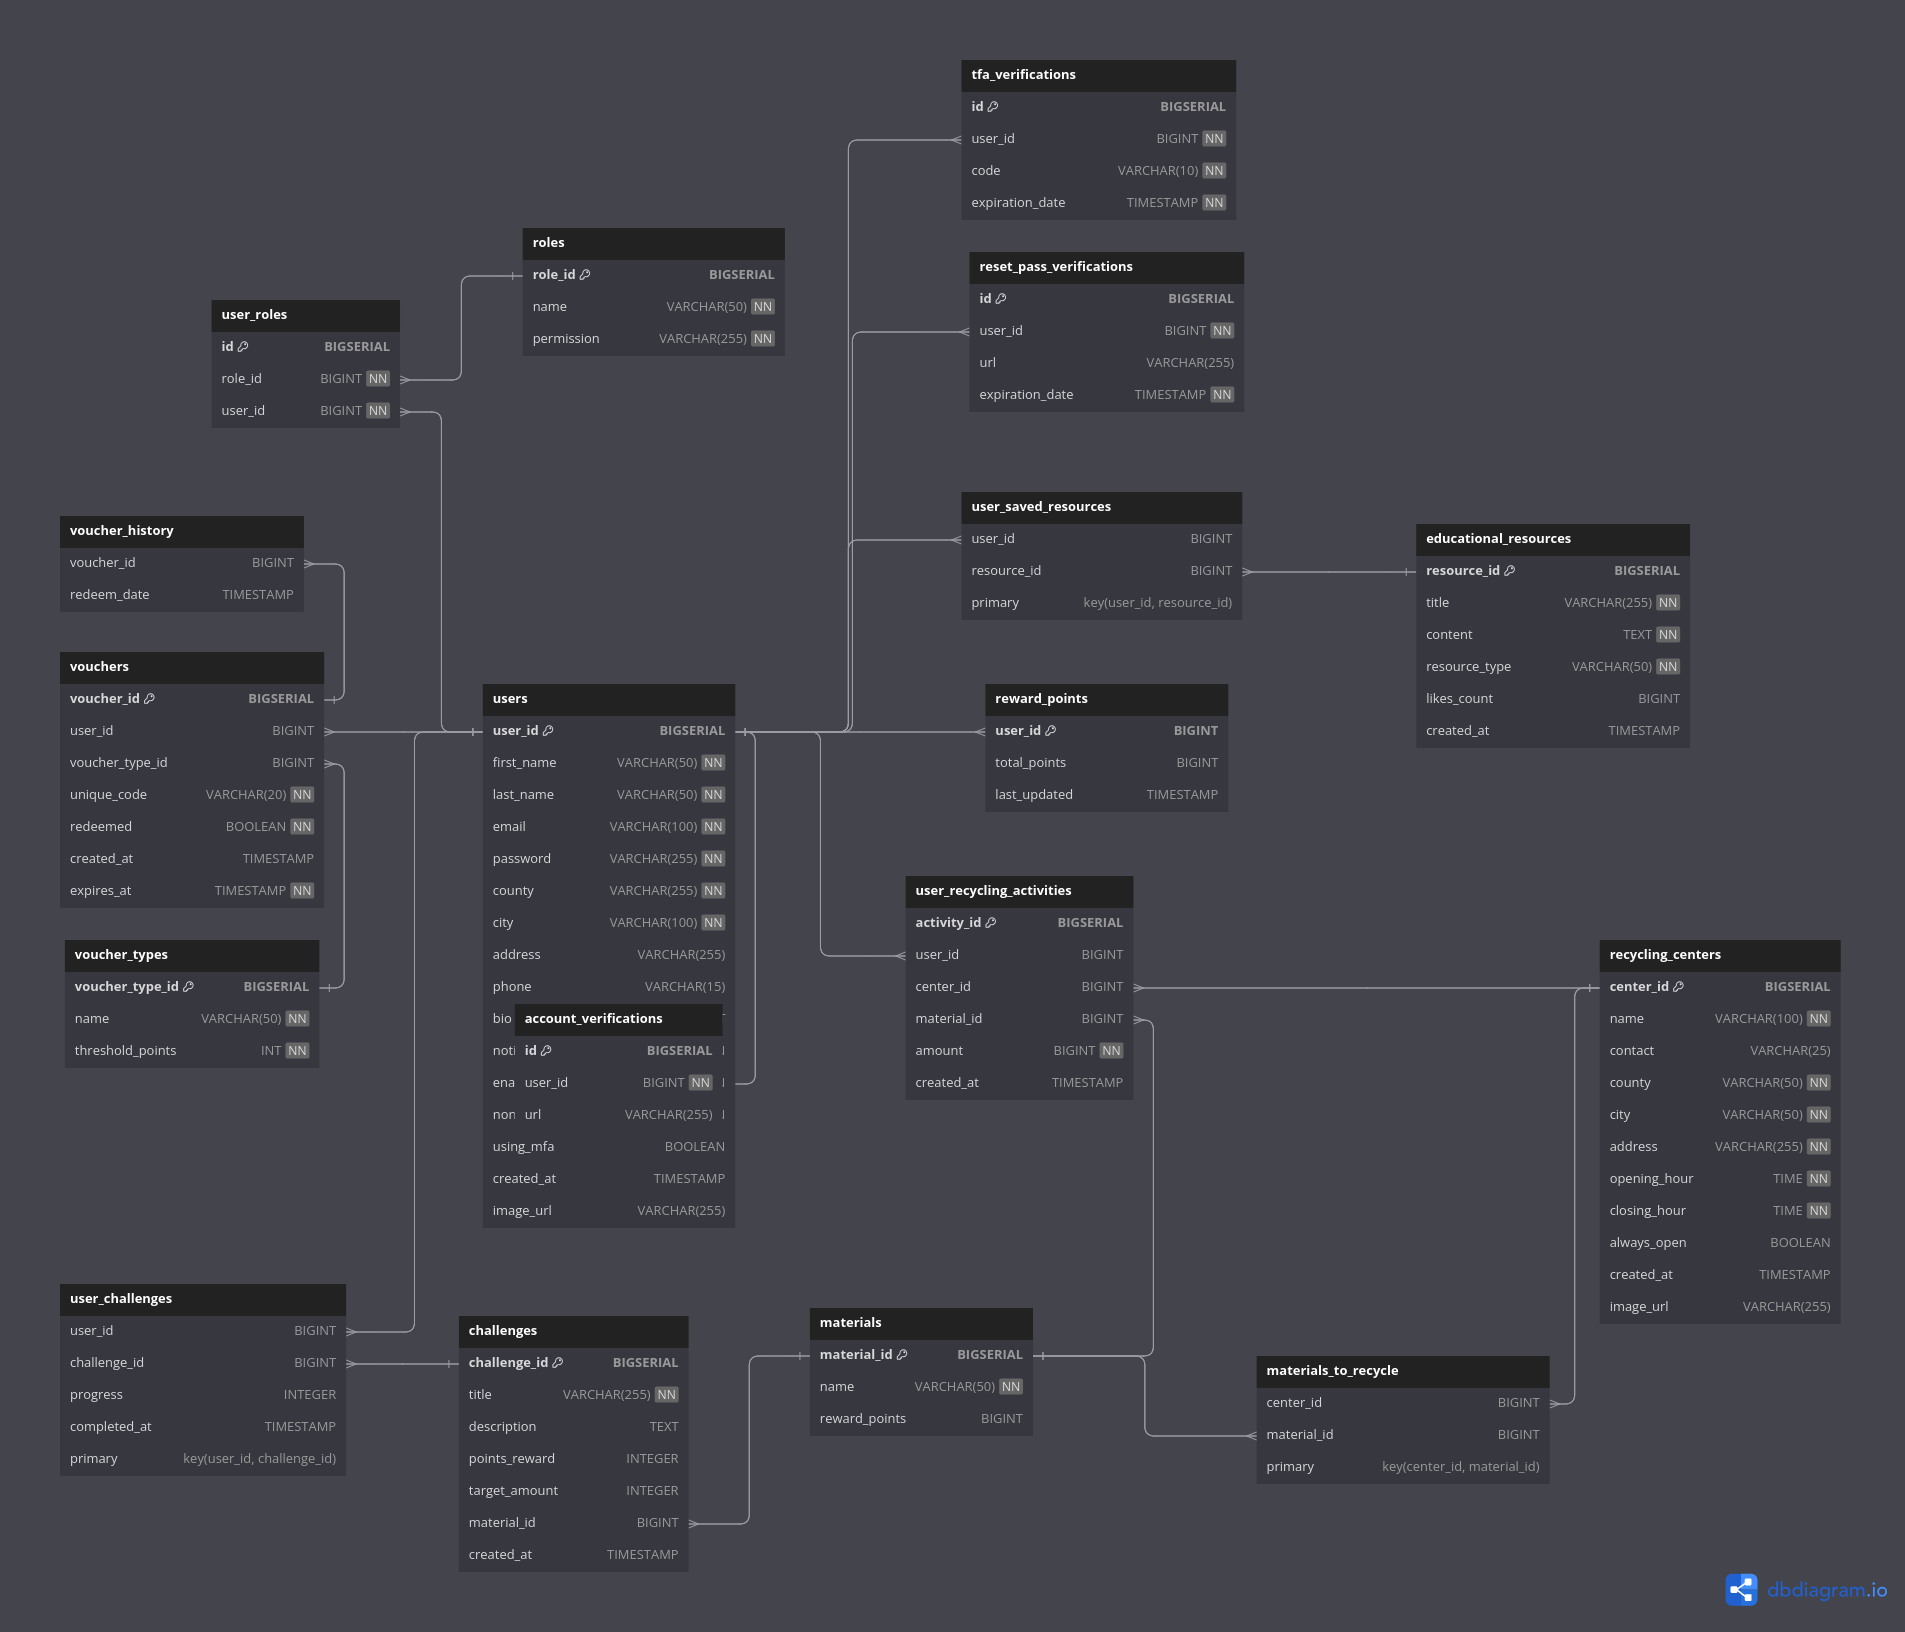 tfa_verifications
id BIGSERIAL
user_id BIGINT NN
code VARCHAR(10) NN
expiration_date TIMESTAMP NN
roles
role_id BIGSERIAL
name VARCHAR(50) NN
permission VARCHAR(255) NN
reset_pass_verifications
id BIGSERIAL
user_id BIGINT NN
url VARCHAR(255)
expiration_date TIMESTAMP NN
user_roles
id BIGSERIAL
role_id BIGINT NN
user_id BIGINT NN
voucher_history
voucher_id BIGINT
redeem_date TIMESTAMP
user_saved_resources
user_id BIGINT
resource_id BIGINT
primary key(user_id, resource_id)
educational_resources
resource_id BIGSERIAL
title VARCHAR(255) NN
content TEXT NN
resource_type VARCHAR(50) NN
likes_count BIGINT
created_at TIMESTAMP
vouchers
voucher_id BIGSERIAL
user_id BIGINT
voucher_type_id BIGINT
unique_code VARCHAR(20) NN
redeemed BOOLEAN NN
created_at TIMESTAMP
expires_at TIMESTAMP NN
users
user_id BIGSERIAL
first_name VARCHAR(50) NN
last_name VARCHAR(50) NN
email VARCHAR(100) NN
password VARCHAR(255) NN
county VARCHAR(255) NN
city VARCHAR(100) NN
address VARCHAR(255)
phone VARCHAR(15)
bio
noti
ena
non
using_mfa BOOLEAN
created_at TIMESTAMP
image_url VARCHAR(255)
account_verifications
id BIGSERIAL
user_id BIGINT NN
url VARCHAR(255)
reward_points
user_id BIGINT
total_points BIGINT
last_updated TIMESTAMP
user_recycling_activities
activity_id BIGSERIAL
user_id BIGINT
center_id BIGINT
material_id BIGINT
amount BIGINT NN
created_at TIMESTAMP
voucher_types
voucher_type_id BIGSERIAL
name VARCHAR(50) NN
threshold_points INT NN
recycling_centers
center_id BIGSERIAL
name VARCHAR(100) NN
contact VARCHAR(25)
county VARCHAR(50) NN
city VARCHAR(50) NN
address VARCHAR(255) NN
opening_hour TIME NN
closing_hour TIME NN
always_open BOOLEAN
created_at TIMESTAMP
image_url VARCHAR(255)
user_challenges
user_id BIGINT
challenge_id BIGINT
progress INTEGER
completed_at TIMESTAMP
primary key(user_id, challenge_id)
challenges
challenge_id BIGSERIAL
title VARCHAR(255) NN
description TEXT
points_reward INTEGER
target_amount INTEGER
material_id BIGINT
created_at TIMESTAMP
materials
material_id BIGSERIAL
name VARCHAR(50) NN
reward_points BIGINT
materials_to_recycle
center_id BIGINT
material_id BIGINT
primary key(center_id, material_id)
dbdiagram.io